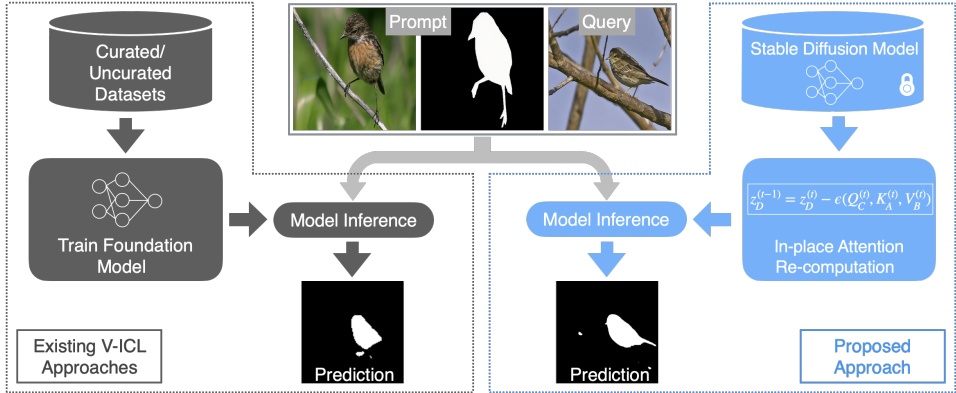 Curated/
Uncurated
Datasets
Prompt
Query
Stable Diffusion Model
Train Foundation
Model
Model Inference
Model Inference
$z_D^{(t-1)} = z_D^{(t)} - \epsilon(Q_C^{(t)}, K_A^{(t)}, V_B^{(t)})$
In-place Attention
Re-computation
Existing V-ICL
Approaches
Prediction
Prediction
Proposed
Approach